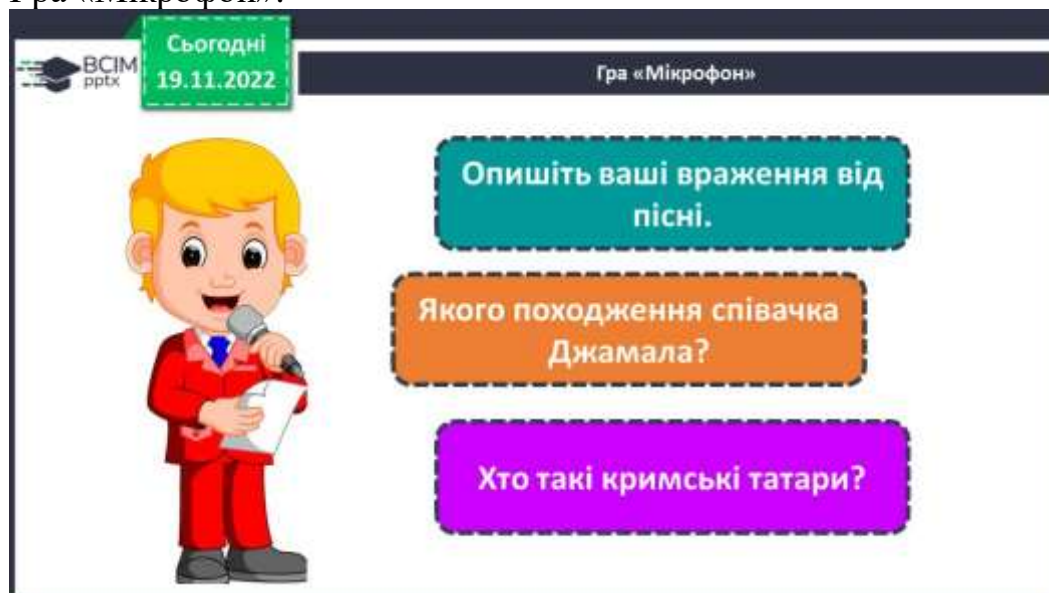 Гра «Мікрофон».
Сьогодні
19.11.2022
ВСІМ
pptx
Гра «Мікрофон»
Опишіть ваші враження від
пісні.
Якого походження співачка
Джамала?
Хто такі кримські татари?